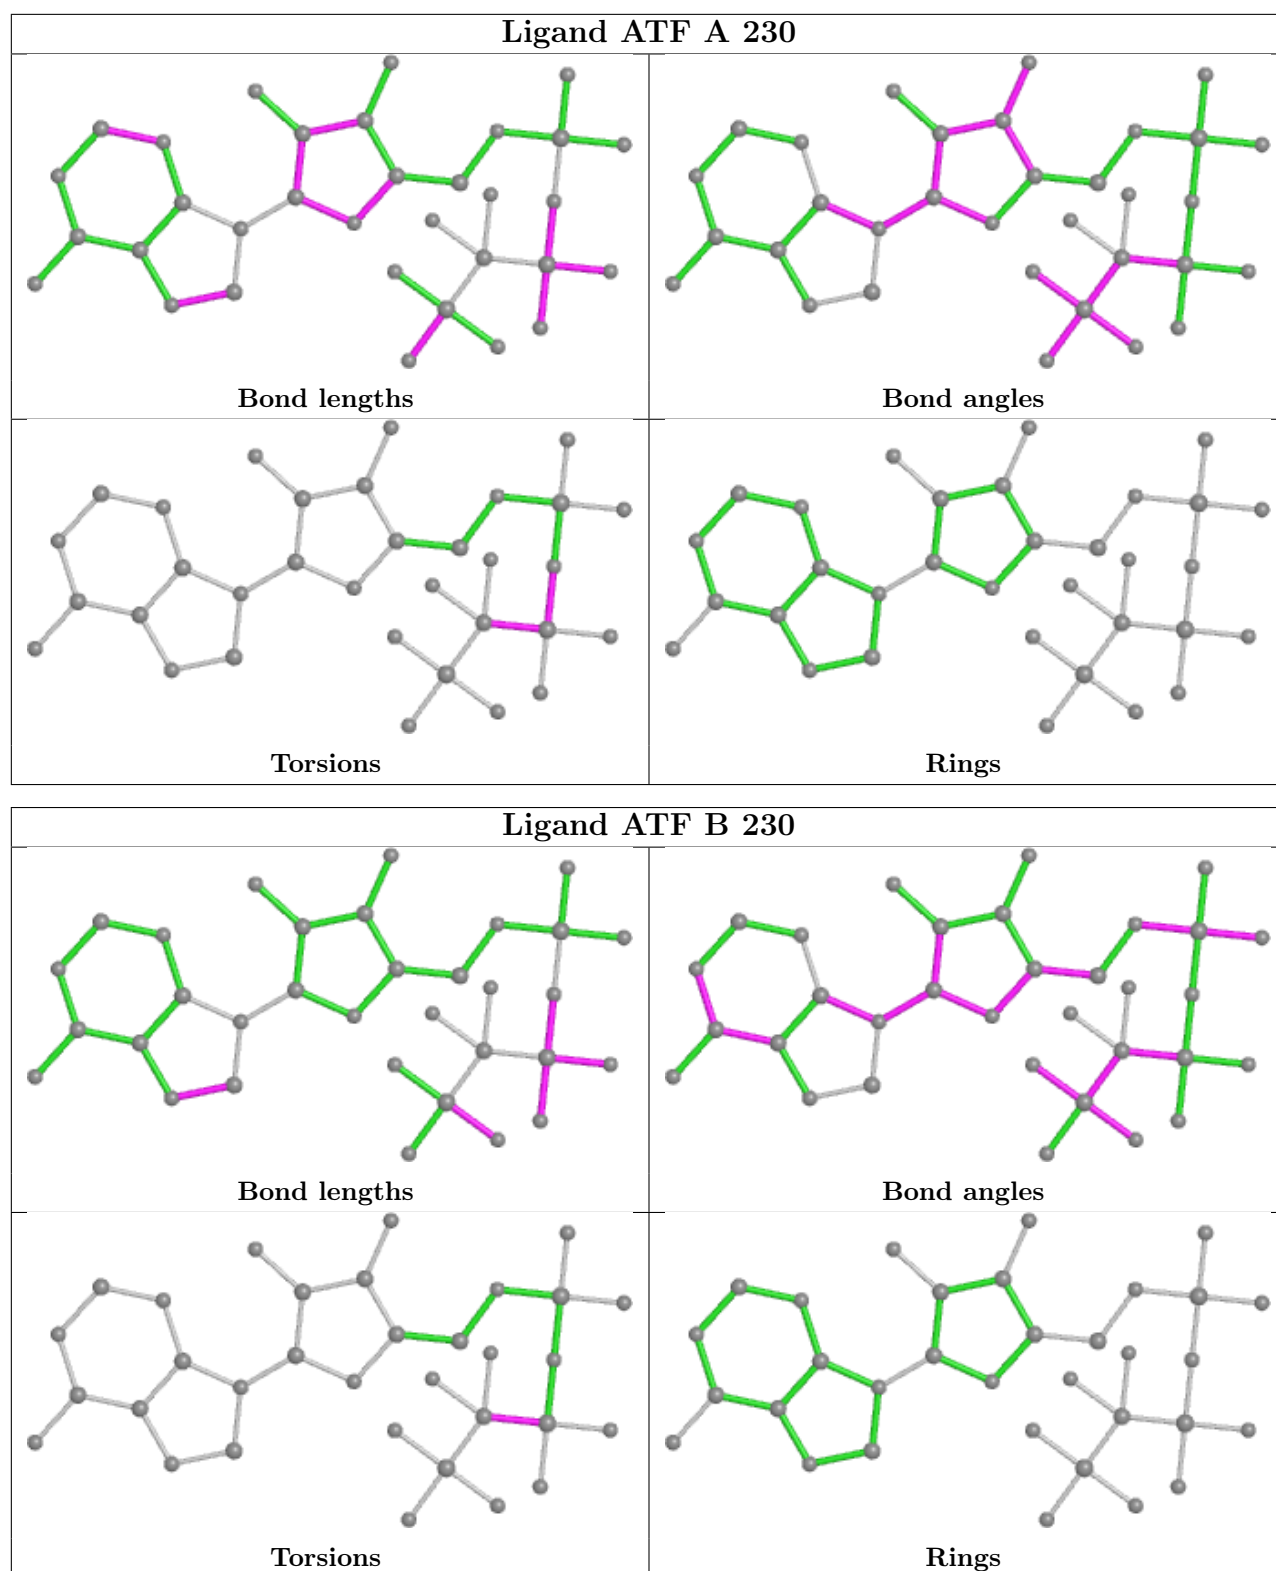 Ligand ATF A 230
Bond lengths
Bond angles
Torsions
Rings
Ligand ATF B 230
Bond lengths
Bond angles
Torsions
Rings